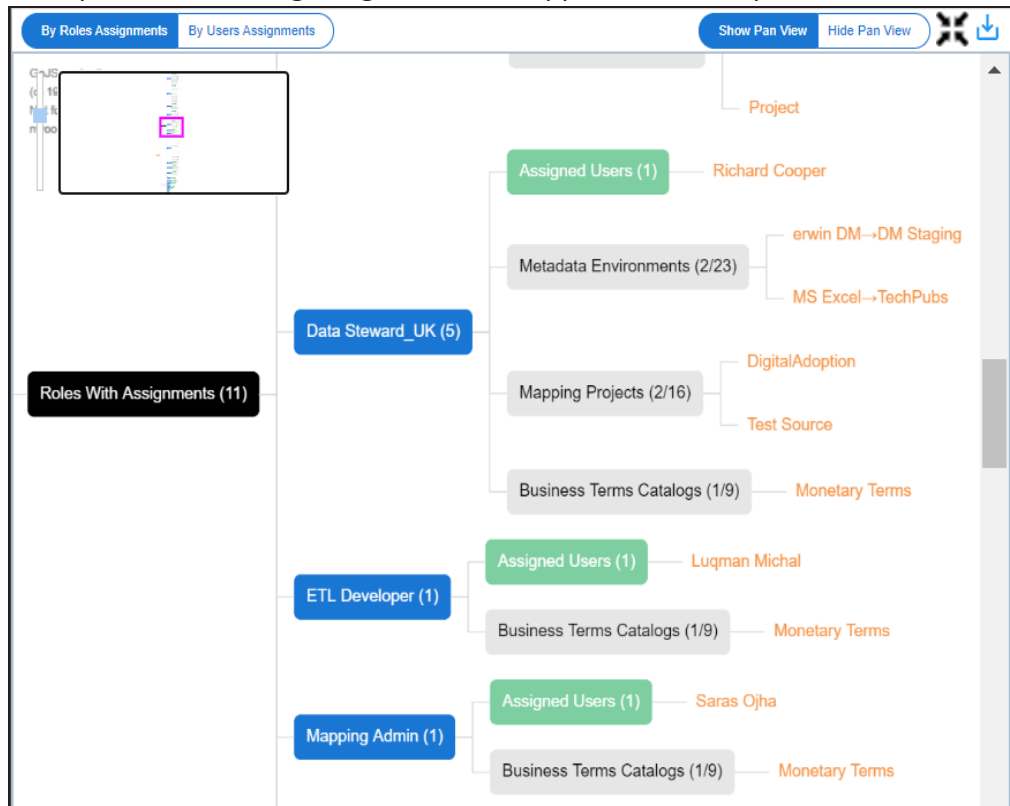 By Roles Assignments
By Users Assignments
Show Pan View
Hide Pan View
Project
Assigned Users (1)
Richard Cooper
Metadata Environments (2/23)
erwin DM→DM Staging
MS Excel→TechPubs
Data Steward_UK (5)
Roles With Assignments (11)
Mapping Projects (2/16)
DigitalAdoption
Test Source
Business Terms Catalogs (1/9)
Monetary Terms
ETL Developer (1)
Assigned Users (1)
Luqman Michal
Business Terms Catalogs (1/9)
Monetary Terms
Mapping Admin (1)
Assigned Users (1)
Saras Ojha
Business Terms Catalogs (1/9)
Monetary Terms